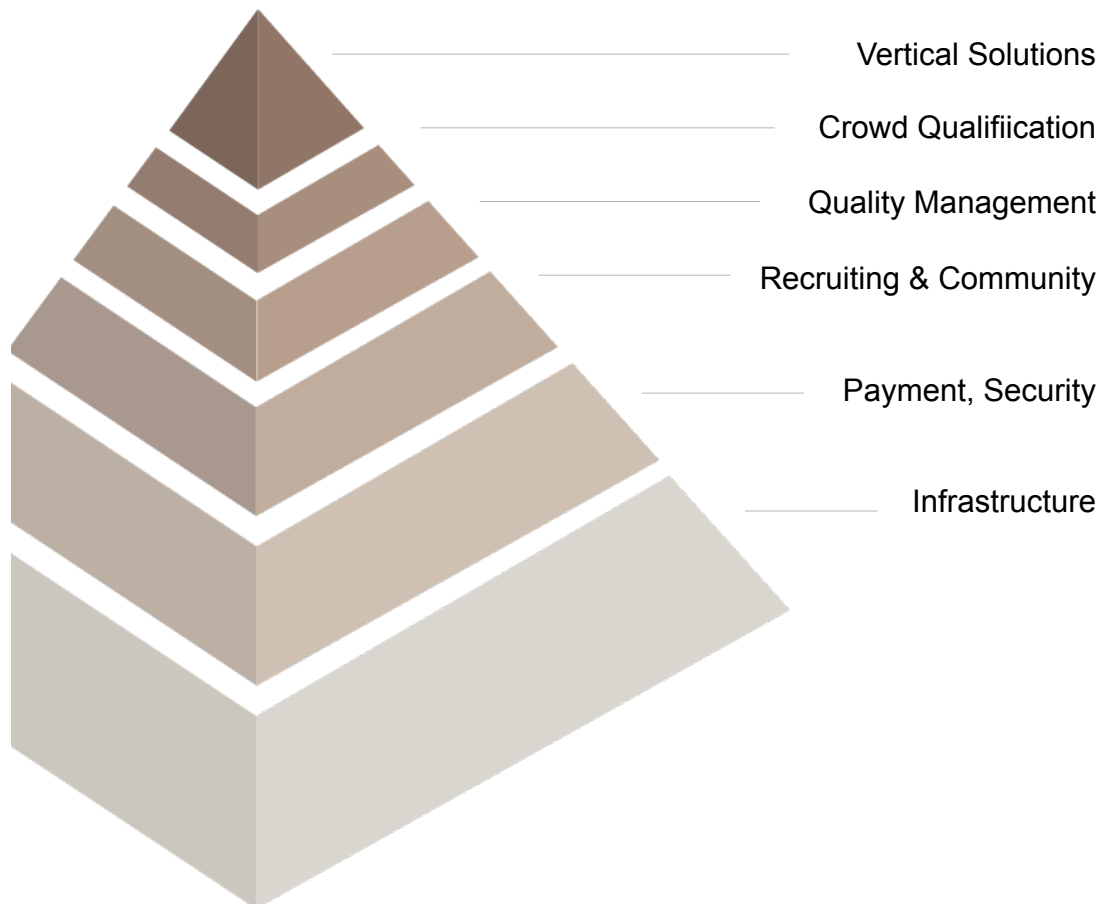 Vertical Solutions
Crowd Qualifiication
Quality Management
Recruiting & Community
Payment, Security
Infrastructure